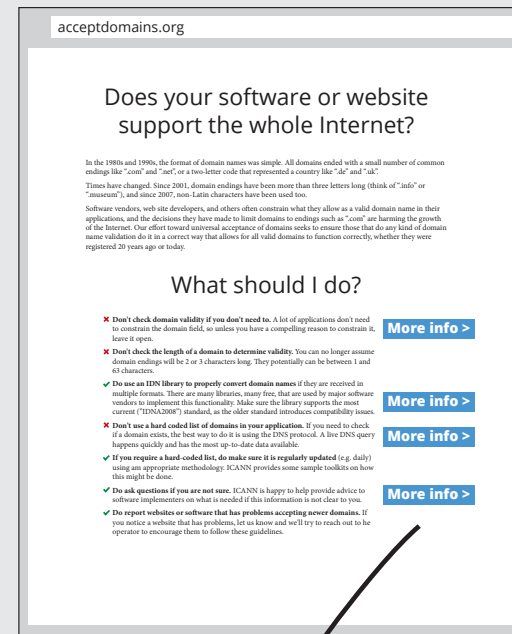 acceptdomains.org
Does your software or website
support the whole Internet?
In the 1980s and 1990s, the format of domain names was simple. All domains ended with a small number of common
endings like ".com" and ".net", or a two-letter code that represented a country like ".de" and ".uk".
Times have changed. Since 2001, domain endings have been more than three letters long (think of ".info" or
".museum"), and since 2007, non-Latin characters have been used too.
Software vendors, web site developers, and others often constrain what they allow as a valid domain name in their
applications, and the decisions they have made to limit domains to endings such as ".com" are harming the growth
of the Internet. Our effort toward universal acceptance of domains seeks to ensure those that do any kind of domain
name validation do it in a correct way that allows for all valid domains to function correctly, whether they were
registered 20 years ago or today.
What should I do?
✖ Don't check domain validity if you don't need to. A lot of applications don't need
to constrain the domain field, so unless you have a compelling reason to constrain it,
leave it open.
More info >
✖ Don't check the length of a domain to determine validity. You can no longer assume
domain endings will be 2 or 3 characters long. They potentially can be between 1 and
63 characters.
✔ Do use an IDN library to properly convert domain names if they are received in
multiple formats. There are many libraries, many free, that are used by major software
vendors to implement this functionality. Make sure the library supports the most
current ("IDNA2008") standard, as the older standard introduces compatibility issues.
More info >
✖ Don't use a hard coded list of domains in your application. If you need to check
if a domain exists, the best way to do it is using the DNS protocol. A live DNS query
happens quickly and has the most up-to-date data available.
More info >
✔ If you require a hard-coded list, do make sure it is regularly updated (e.g. daily)
using am appropriate methodology. ICANN provides some sample toolkits on how
this might be done.
✔ Do ask questions if you are not sure. ICANN is happy to help provide advice to
software implementers on what is needed if this information is not clear to you.
More info >
✔ Do report websites or software that has problems accepting newer domains. If
you notice a website that has problems, let us know and we'll try to reach out to he
operator to encourage them to follow these guidelines.